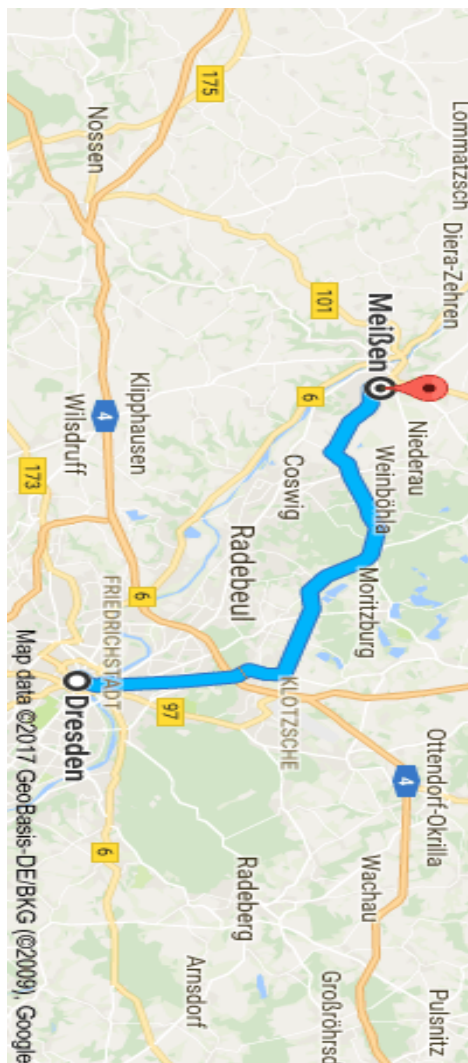 Lommatzsch
Diera-Zehren
175
Nossen
101
Meißen
Niederau
Weinböhla
6
Coswig
Klipphausen
4
Wilsdruff
Radebeul
Moritzburg
173
6
FRIEDRICHSTADT
KLOTZSCHE
97
Dresden
Ottendorf-Okrilla
4
Wachau
6
Radeberg
Arnsdorf
Pulsnitz
Großröhrsd
Map data ©2017 GeoBasis-DE/BKG (©2009), Google